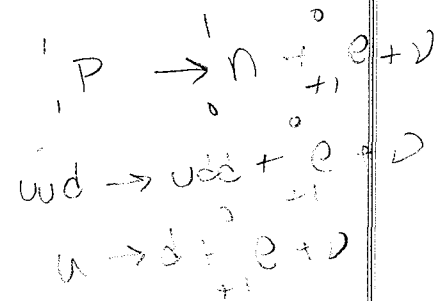 ¹₁P → ¹₀n + ⁰₊₁e + ν
uud → udd + ⁰₊₁e + ν
u → d + ⁰₊₁e + ν